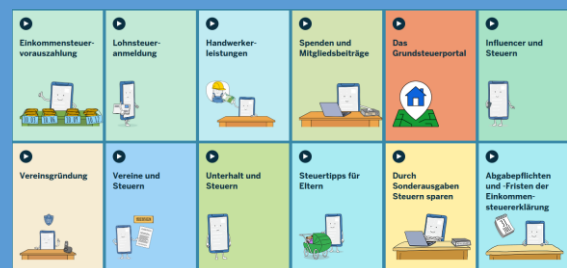 Einkommensteuer-
vorauszahlung
Lohnsteuer-
anmeldung
Handwerker-
leistungen
Spenden und
Mitgliedsbeiträge
Das
Grundsteuerportal
Influencer und
Steuern
Vereinsgründung
Vereine und
Steuern
Unterhalt und
Steuern
Steuertipps für
Eltern
Durch
Sonderausgaben
Steuern sparen
Abgabepflichten
und -Fristen der
Einkommen-
steuererklärung